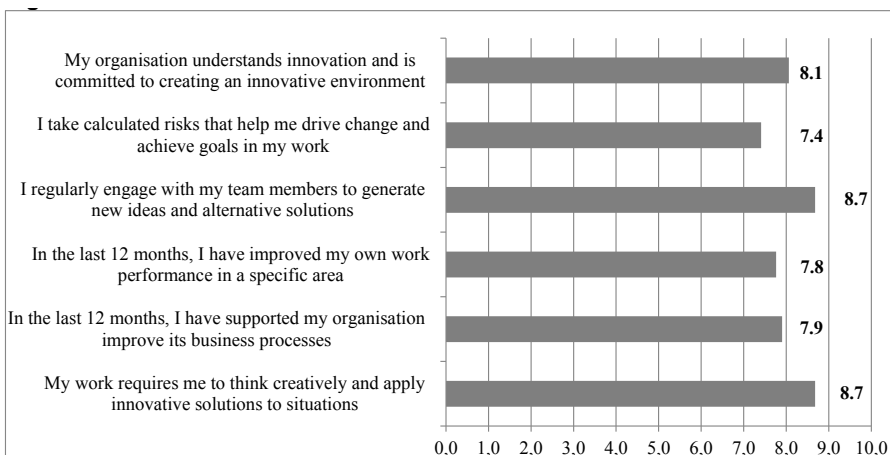 My organisation understands innovation and is
committed to creating an innovative environment
8.1
I take calculated risks that help me drive change and
achieve goals in my work
7.4
I regularly engage with my team members to generate
new ideas and alternative solutions
8.7
In the last 12 months, I have improved my own work
performance in a specific area
7.8
In the last 12 months, I have supported my organisation
improve its business processes
7.9
My work requires me to think creatively and apply
innovative solutions to situations
8.7
0,0 1,0 2,0 3,0 4,0 5,0 6,0 7,0 8,0 9,0 10,0